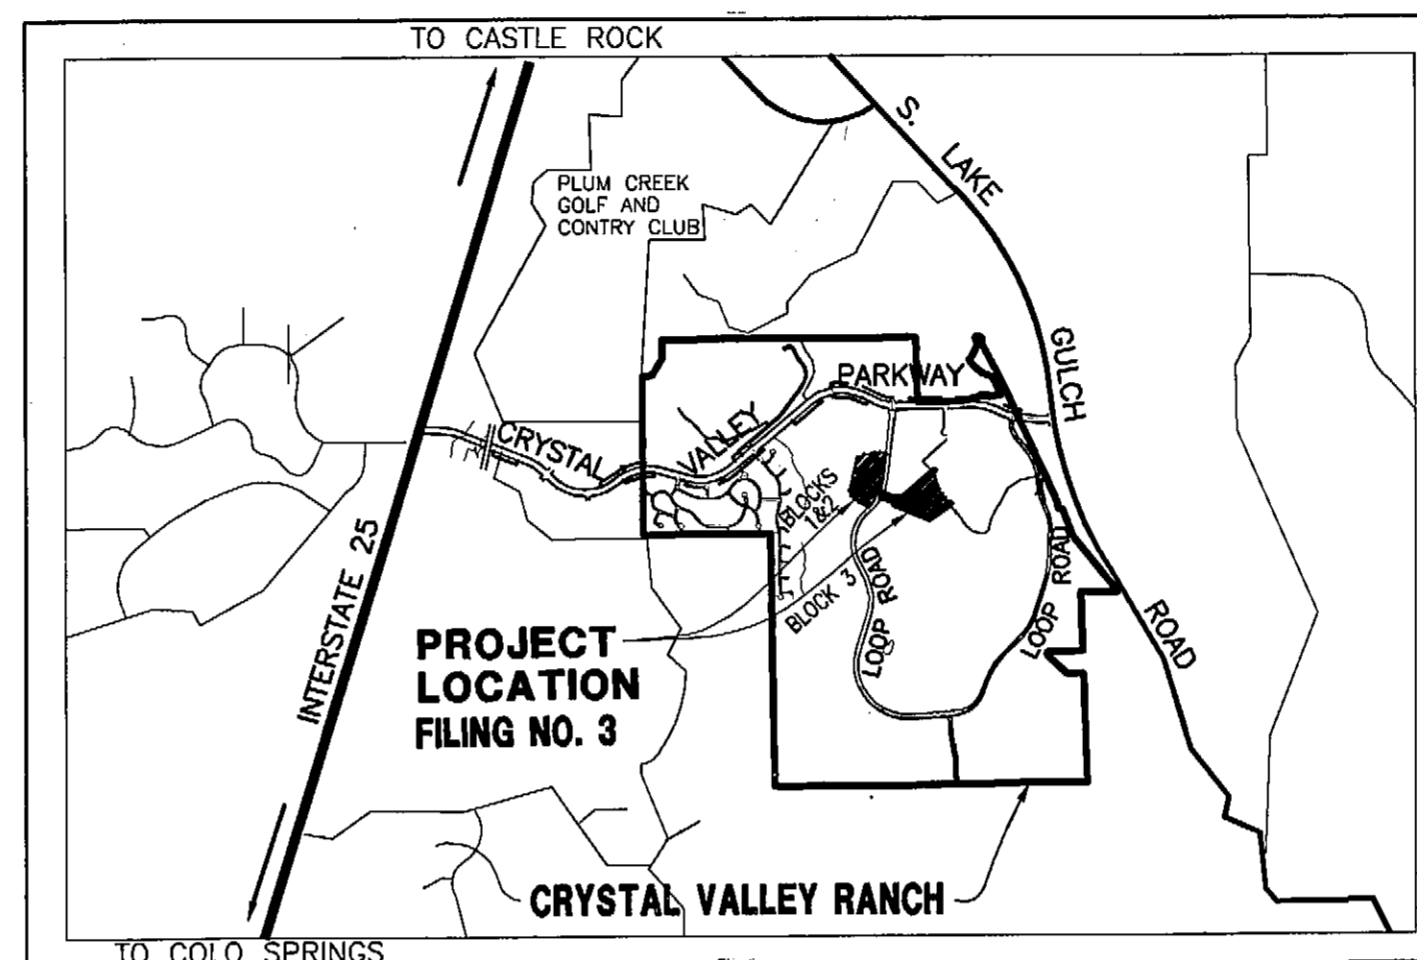 TO CASTLE ROCK
S. LAKE GULCH ROAD
PLUM CREEK
GOLF AND
CONTRY CLUB
PARKWAY
CRYSTAL VALLEY
BLOCKS
1&2
BLOCK 3
LOOP ROAD
LOOP ROAD
INTERSTATE 25
PROJECT
LOCATION
FILING NO. 3
CRYSTAL VALLEY RANCH
TO COLO SPRINGS